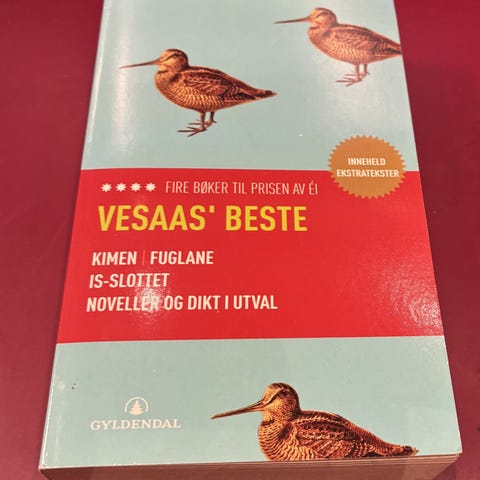 INNEHELD
EKSTRATEKSTER
FIRE BØKER TIL PRISEN AV ÉI
VESAAS' BESTE
KIMEN | FUGLANE
IS-SLOTTET
NOVELLER OG DIKT I UTVAL
GYLDENDAL